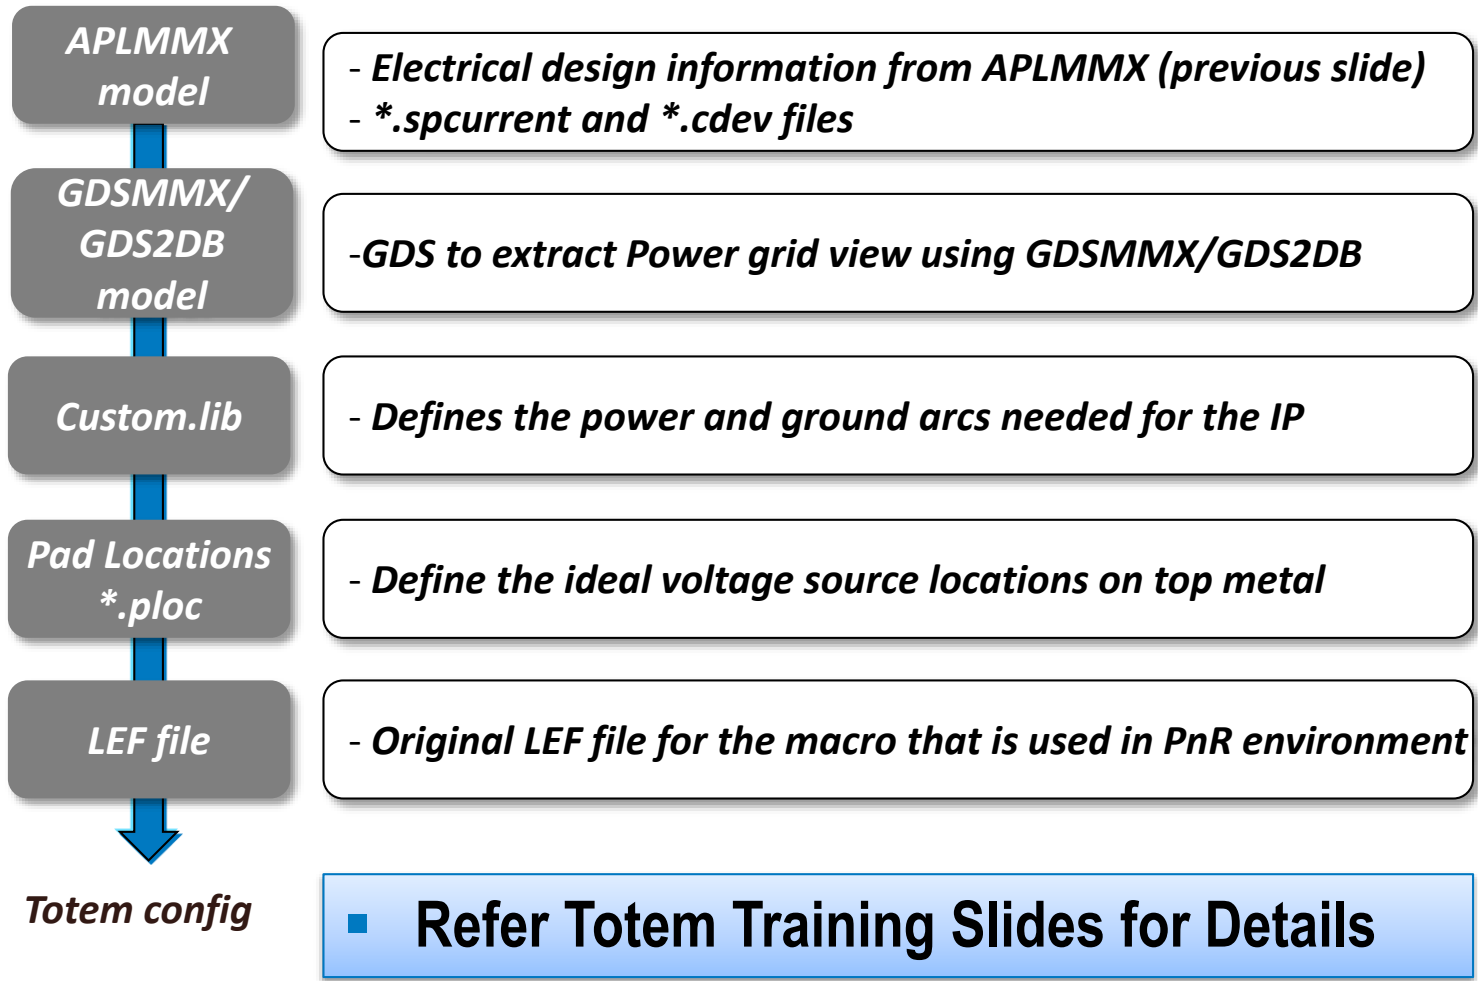 APLMMX
model
- Electrical design information from APLMMX (previous slide)
- *.spcurrent and *.cdev files
GDSMMX/
GDS2DB
model
-GDS to extract Power grid view using GDSMMX/GDS2DB
Custom.lib
- Defines the power and ground arcs needed for the IP
Pad Locations
*.ploc
- Define the ideal voltage source locations on top metal
LEF file
- Original LEF file for the macro that is used in PnR environment
Totem config
▪ Refer Totem Training Slides for Details